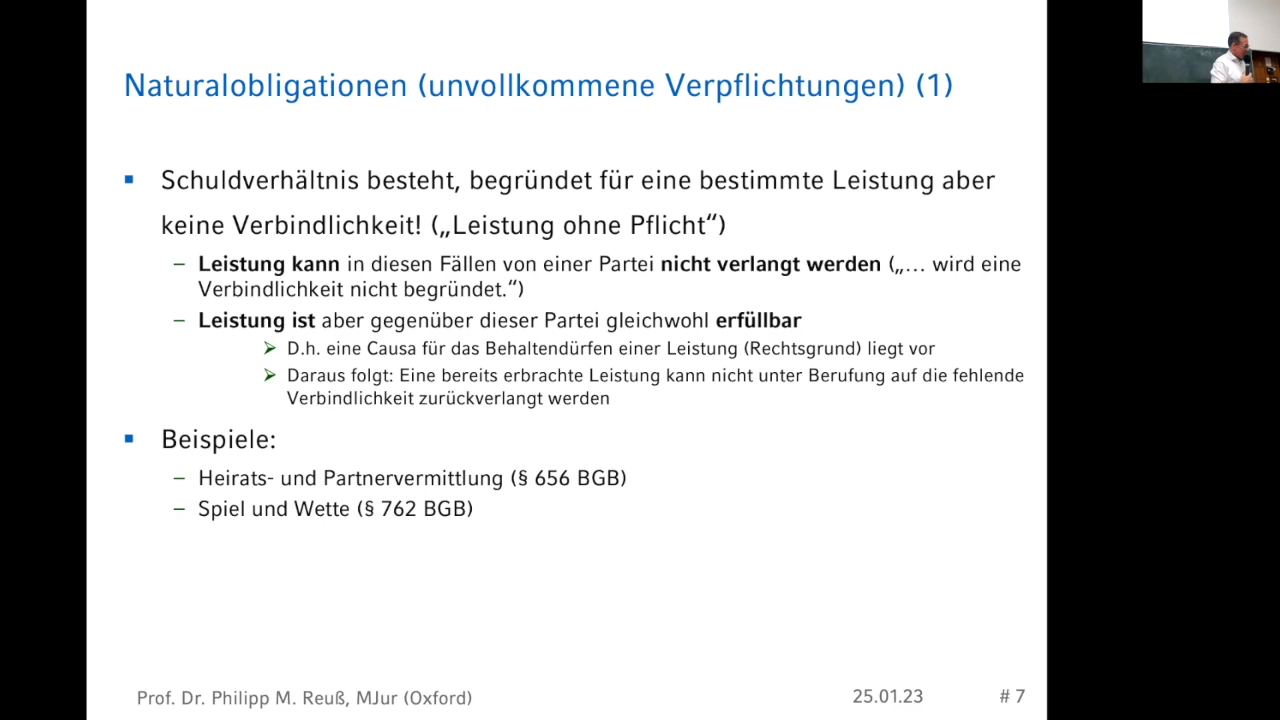 Naturalobligationen (unvollkommene Verpflichtungen) (1)
▪ Schuldverhältnis besteht, begründet für eine bestimmte Leistung aber
keine Verbindlichkeit! („Leistung ohne Pflicht“)
– Leistung kann in diesen Fällen von einer Partei nicht verlangt werden („… wird eine
Verbindlichkeit nicht begründet.“)
– Leistung ist aber gegenüber dieser Partei gleichwohl erfüllbar
➢ D.h. eine Causa für das Behaltendürfen einer Leistung (Rechtsgrund) liegt vor
➢ Daraus folgt: Eine bereits erbrachte Leistung kann nicht unter Berufung auf die fehlende
Verbindlichkeit zurückverlangt werden
▪ Beispiele:
– Heirats- und Partnervermittlung (§ 656 BGB)
– Spiel und Wette (§ 762 BGB)
Prof. Dr. Philipp M. Reuß, MJur (Oxford) 25.01.23 # 7